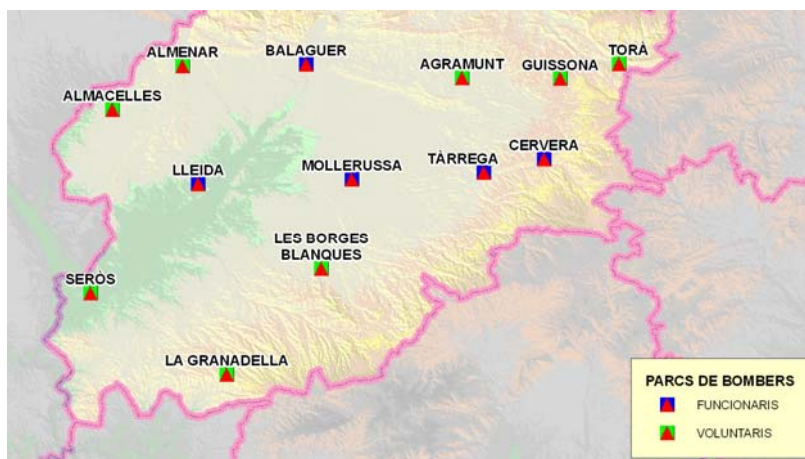 TORÀ
ALMENAR
BALAGUER
AGRAMUNT
GUISSONA
ALMACELLES
CERVERA
LLEIDA
MOLLERUSSA
TÀRREGA
LES BORGES
BLANQUES
SERÒS
LA GRANADELLA
PARCS DE BOMBERS
FUNCIONARIS
VOLUNTARIS